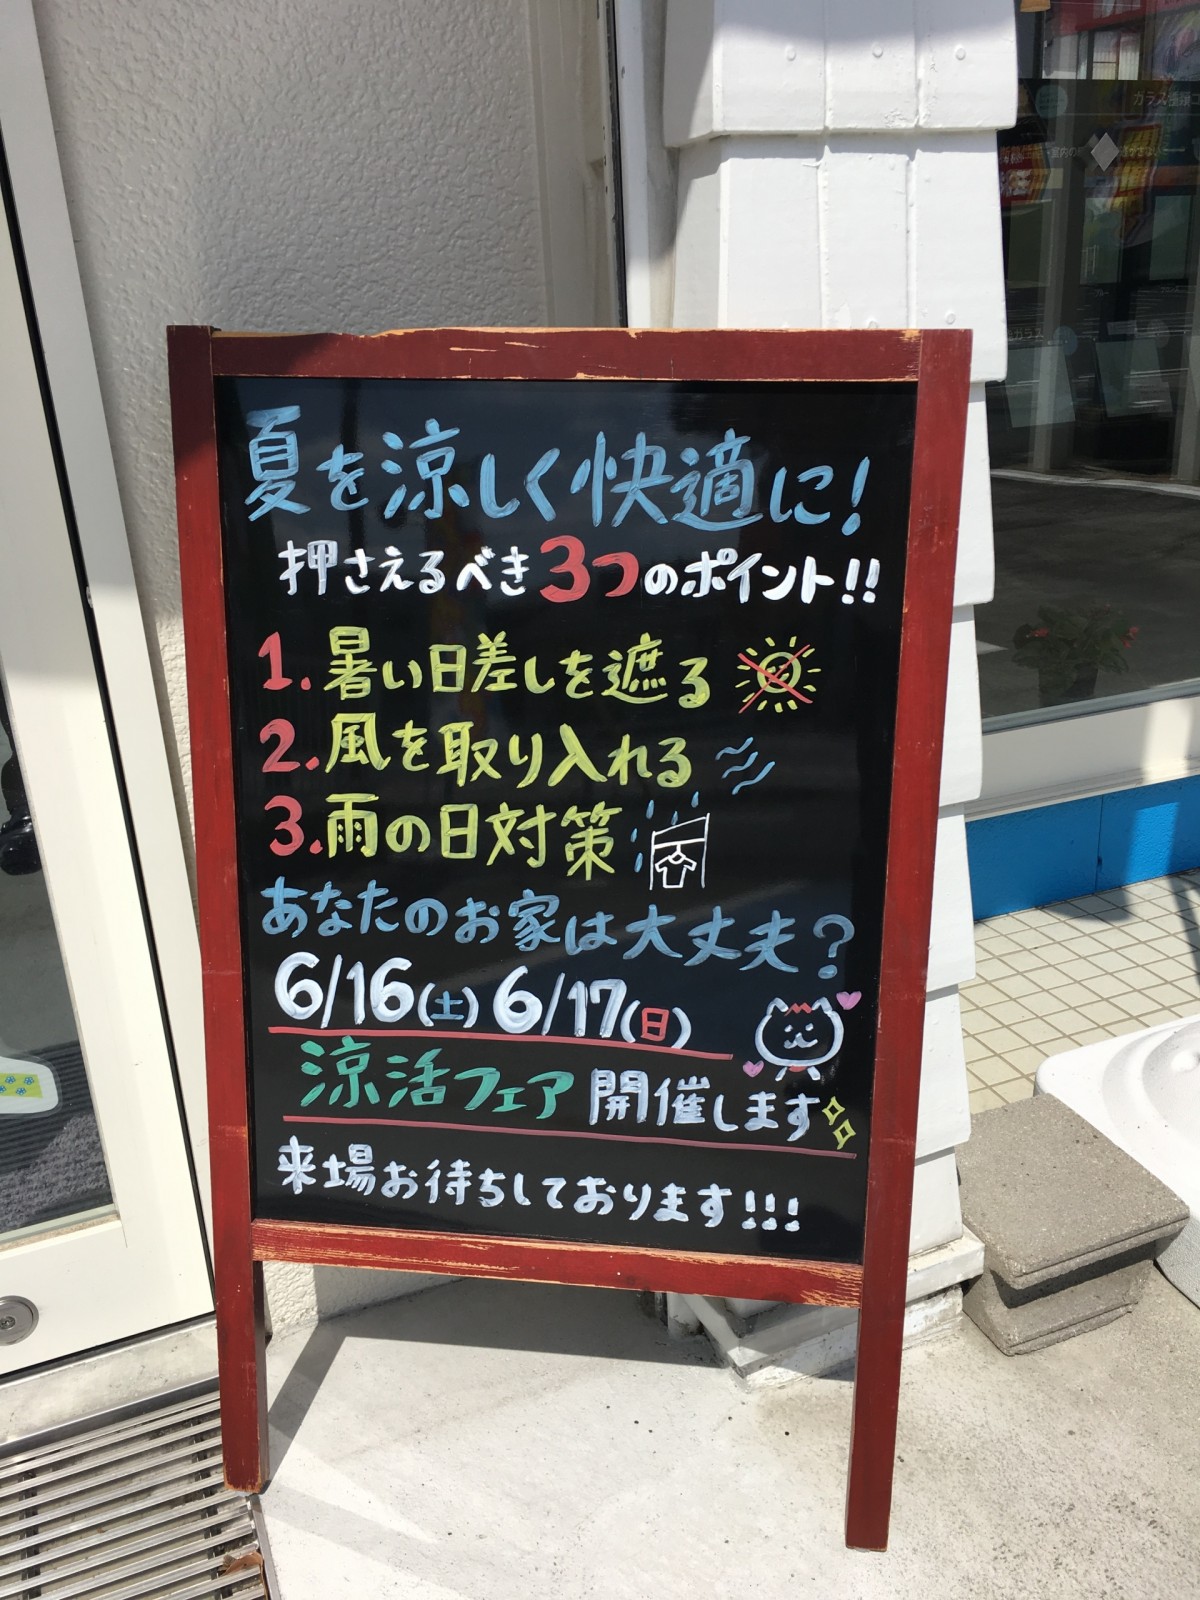 夏を涼しく快適に!
押さえるべき3つのポイント!!
1.暑い日差しを遮る
2.風を取り入れる
3.雨の日対策
あなたのお家は大丈夫?
6/16(土) 6/17(日)
涼活フェア開催します
来場お待ちしております!!!